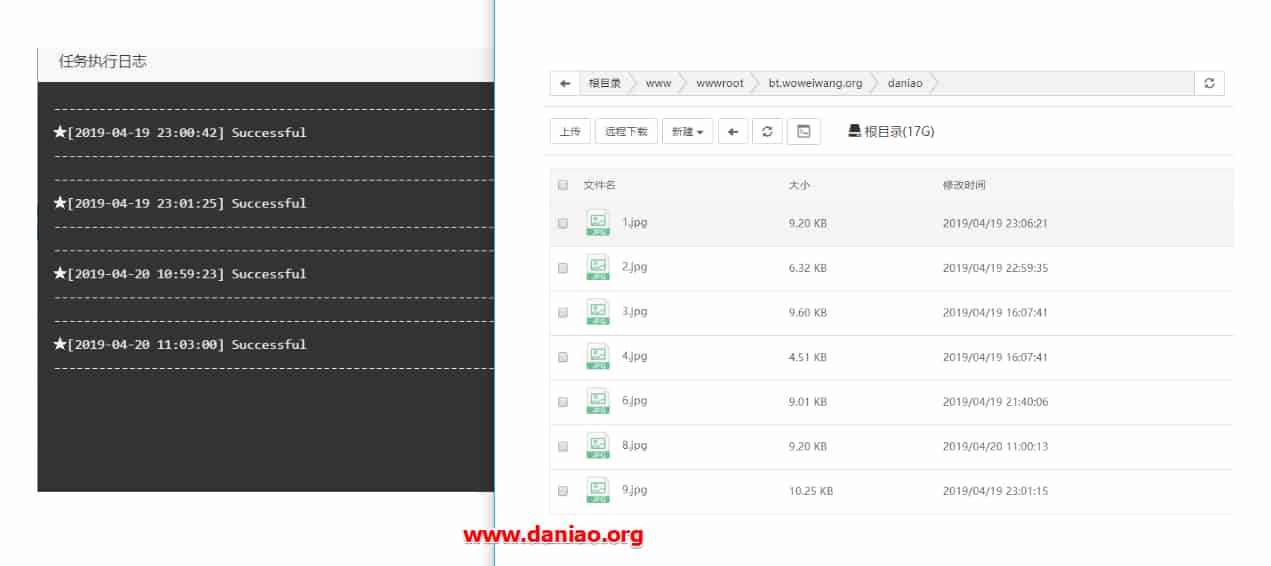 任务执行日志
★[2019-04-19 23:00:42] Successful
★[2019-04-19 23:01:25] Successful
★[2019-04-20 10:59:23] Successful
★[2019-04-20 11:03:00] Successful
根目录 www wwwroot bt.woweiwang.org daniao
上传 远程下载 新建 根目录(17G)
文件名 大小 修改时间
JPG 1.jpg 9.20 KB 2019/04/19 23:06:21
JPG 2.jpg 6.32 KB 2019/04/19 22:59:35
JPG 3.jpg 9.60 KB 2019/04/19 16:07:41
JPG 4.jpg 4.51 KB 2019/04/19 16:07:41
JPG 6.jpg 9.01 KB 2019/04/19 21:40:06
JPG 8.jpg 9.20 KB 2019/04/20 11:00:13
JPG 9.jpg 10.25 KB 2019/04/19 23:01:15
www.daniao.org